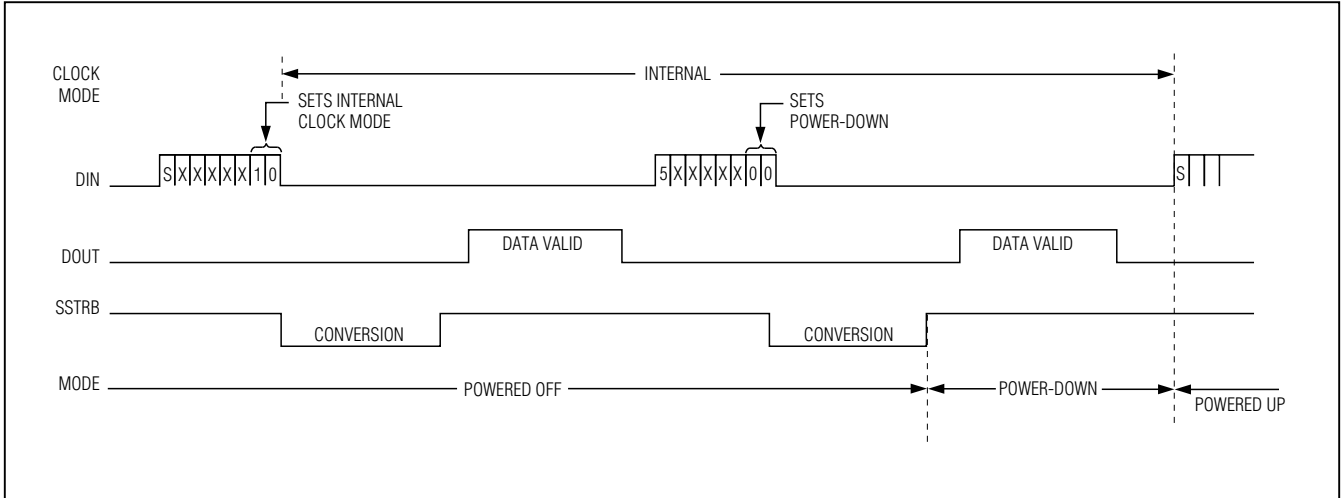 CLOCK
MODE
INTERNAL
SETS INTERNAL
CLOCK MODE
SETS
POWER-DOWN
DIN
S X X X X X 1 0
5 X X X X X 0 0
S
DOUT
DATA VALID
DATA VALID
SSTRB
CONVERSION
CONVERSION
MODE
POWERED OFF
POWER-DOWN
POWERED UP